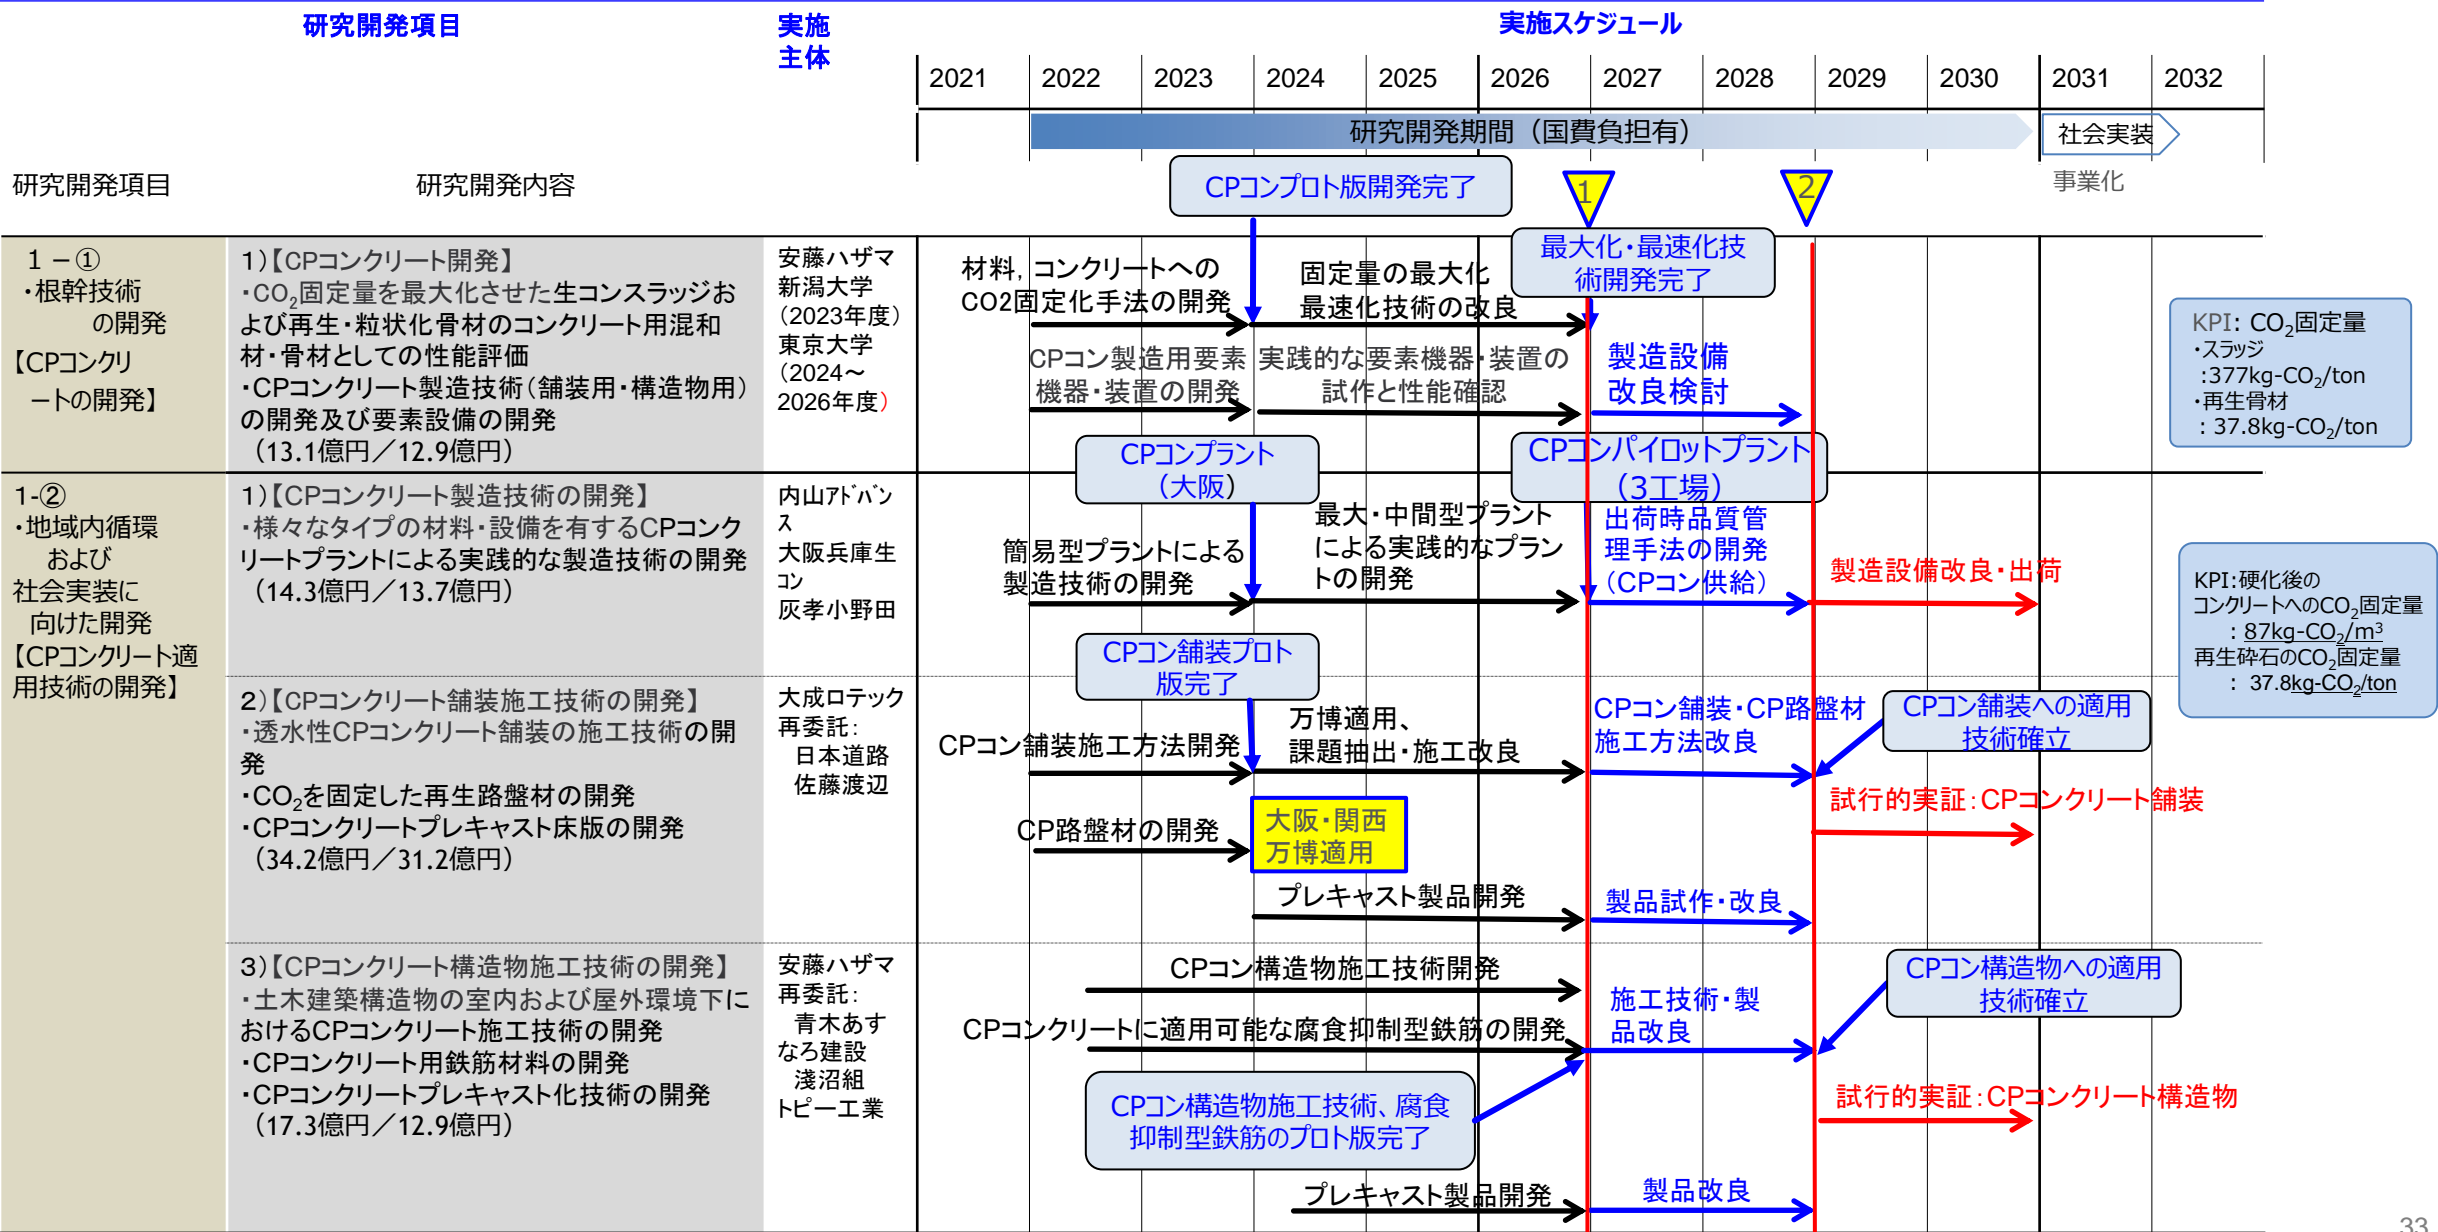 研究開発項目
実施
主体
実施スケジュール
2021 2022 2023 2024 2025 2026 2027 2028 2029 2030 2031 2032
研究開発期間（国費負担有）
社会実装
事業化
研究開発項目
研究開発内容
CPコンプロト版開発完了
1
2
１－①
・根幹技術
の開発
【CPコンクリ
ートの開発】
1）【CPコンクリート開発】
・CO2固定量を最大化させた生コンスラッジお
よび再生・粒状化骨材のコンクリート用混和
材・骨材としての性能評価
・CPコンクリート製造技術（舗装用・構造物用）
の開発及び要素設備の開発
（13.1億円／12.9億円）
安藤ハザマ
新潟大学
（2023年度）
東京大学
（2024～
2026年度）
材料，コンクリートへの
CO2固定化手法の開発
固定量の最大化
最速化技術の改良
最大化・最速化技
術開発完了
CPコン製造用要素
機器・装置の開発
実践的な要素機器・装置の
試作と性能確認
製造設備
改良検討
KPI: CO2固定量
・スラッジ
:377kg-CO2/ton
・再生骨材
: 37.8kg-CO2/ton
1-②
・地域内循環
および
社会実装に
向けた開発
【CPコンクリート適
用技術の開発】
1）【CPコンクリート製造技術の開発】
・様々なタイプの材料・設備を有するCPコンク
リートプラントによる実践的な製造技術の開発
（14.3億円／13.7億円）
内山ｱﾄﾞﾊﾞﾝ
ス
大阪兵庫生
コン
灰孝小野田
CPコンプラント
（大阪）
CPコンパイロットプラント
（3工場）
簡易型プラントによる
製造技術の開発
最大・中間型プラント
による実践的なプラン
トの開発
出荷時品質管
理手法の開発
（CPコン供給）
製造設備改良・出荷
KPI:硬化後の
コンクリートへのCO2固定量
: 87kg-CO2/m3
再生砕石のCO2固定量
: 37.8kg-CO2/ton
2）【CPコンクリート舗装施工技術の開発】
・透水性CPコンクリート舗装の施工技術の開
発
・CO2を固定した再生路盤材の開発
・CPコンクリートプレキャスト床版の開発
（34.2億円／31.2億円）
大成ロテック
再委託：
日本道路
佐藤渡辺
CPコン舗装プロト
版完了
CPコン舗装施工方法開発
万博適用、
課題抽出・施工改良
CPコン舗装・CP路盤材
施工方法改良
CPコン舗装への適用
技術確立
試行的実証：CPコンクリート舗装
CP路盤材の開発
大阪・関西
万博適用
プレキャスト製品開発
製品試作・改良
3）【CPコンクリート構造物施工技術の開発】
・土木建築構造物の室内および屋外環境下に
おけるCPコンクリート施工技術の開発
・CPコンクリート用鉄筋材料の開発
・CPコンクリートプレキャスト化技術の開発
（17.3億円／12.9億円）
安藤ハザマ
再委託：
青木あす
なろ建設
淺沼組
トピー工業
CPコン構造物施工技術開発
CPコンクリートに適用可能な腐食抑制型鉄筋の開発
施工技術・製
品改良
CPコン構造物への適用
技術確立
CPコン構造物施工技術、腐食
抑制型鉄筋のプロト版完了
試行的実証：CPコンクリート構造物
プレキャスト製品開発
製品改良
33